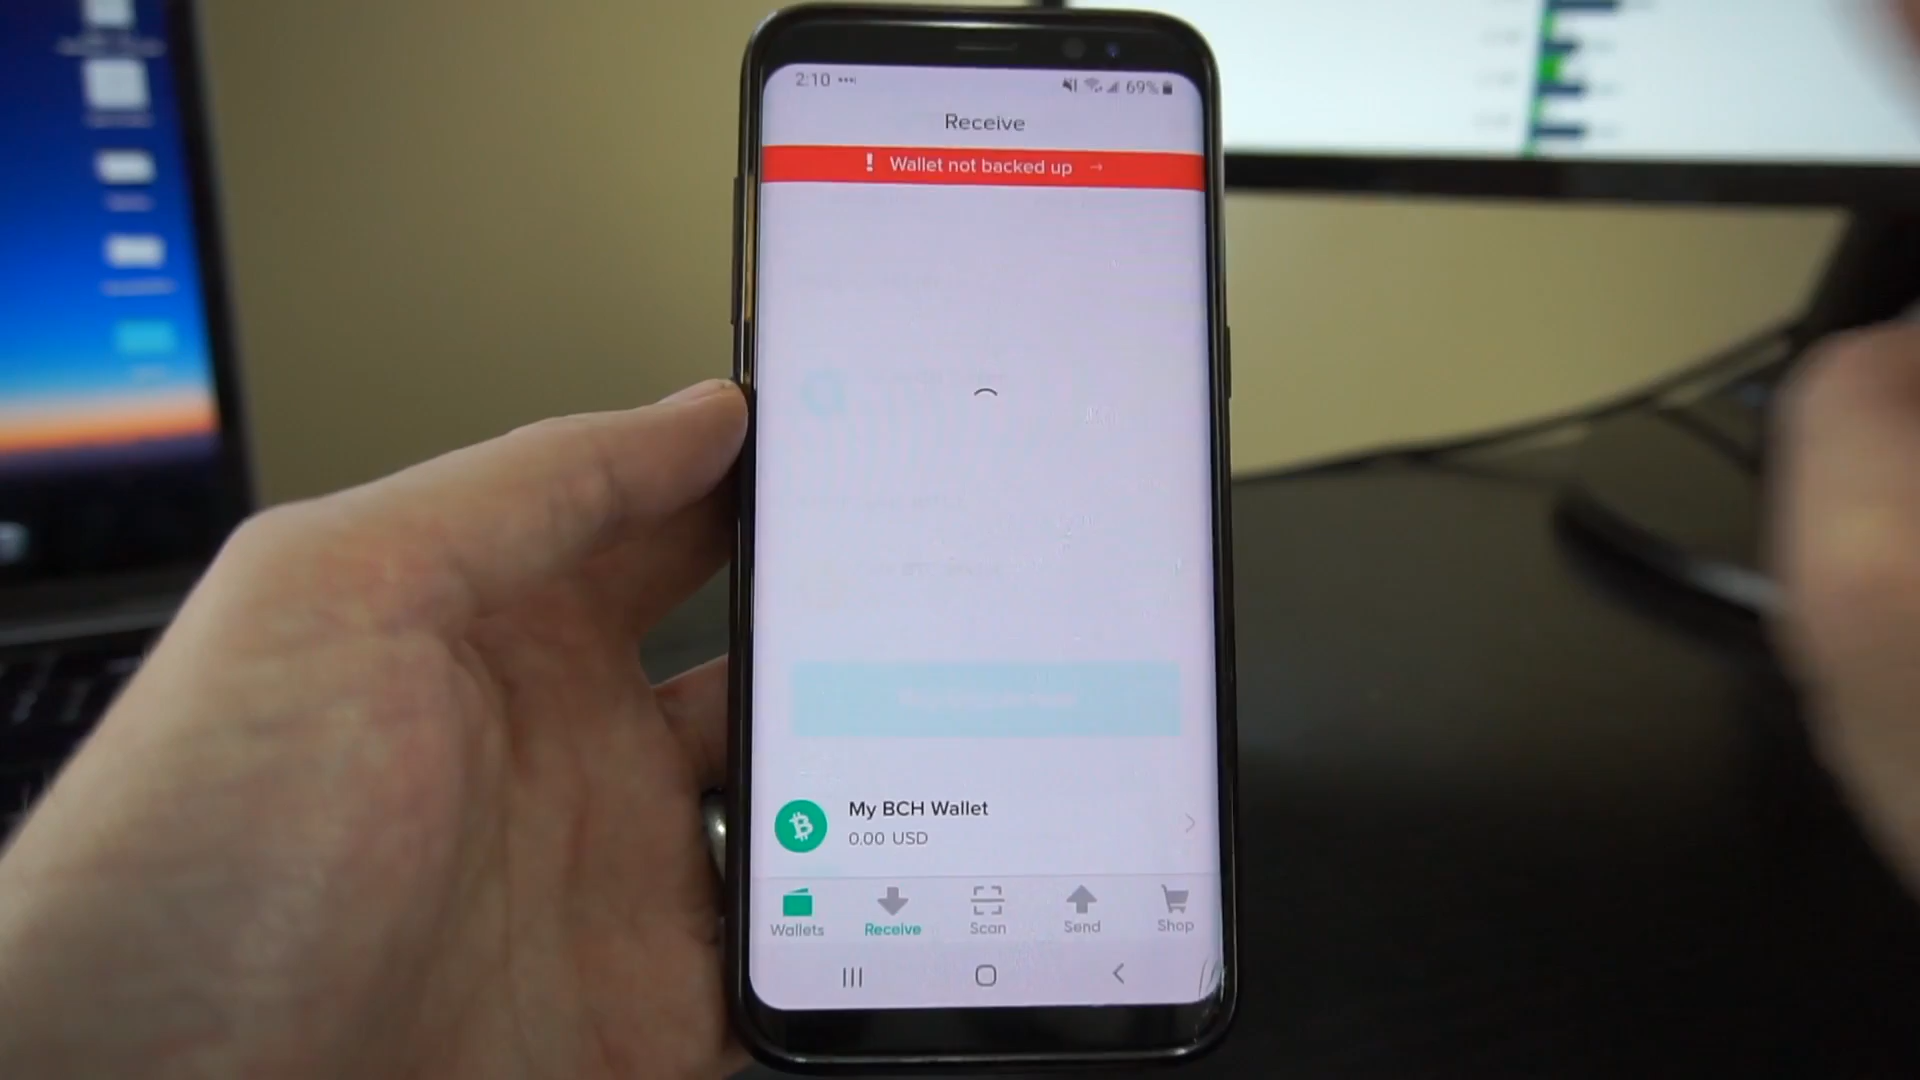 2:10
69%
Receive
! Wallet not backed up →
My BCH Wallet
0.00 USD
Wallets
Receive
Scan
Send
Shop